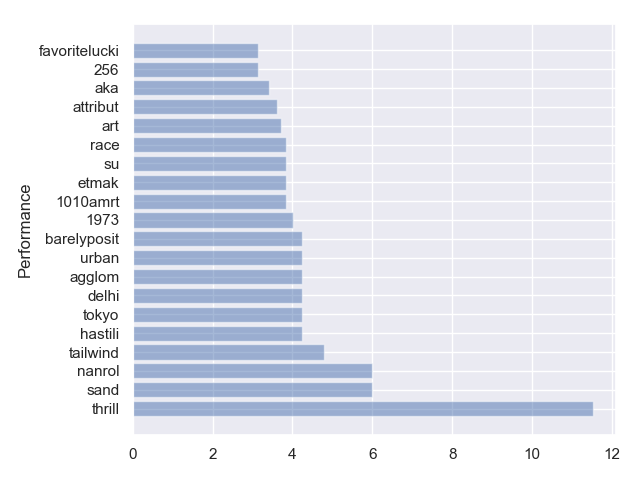 favoritelucki
256
aka
attribut
art
race
su
etmak
1010amrt
1973
barelyposit
urban
agglom
delhi
tokyo
hastili
tailwind
nanrol
sand
thrill
Performance
0 2 4 6 8 10 12